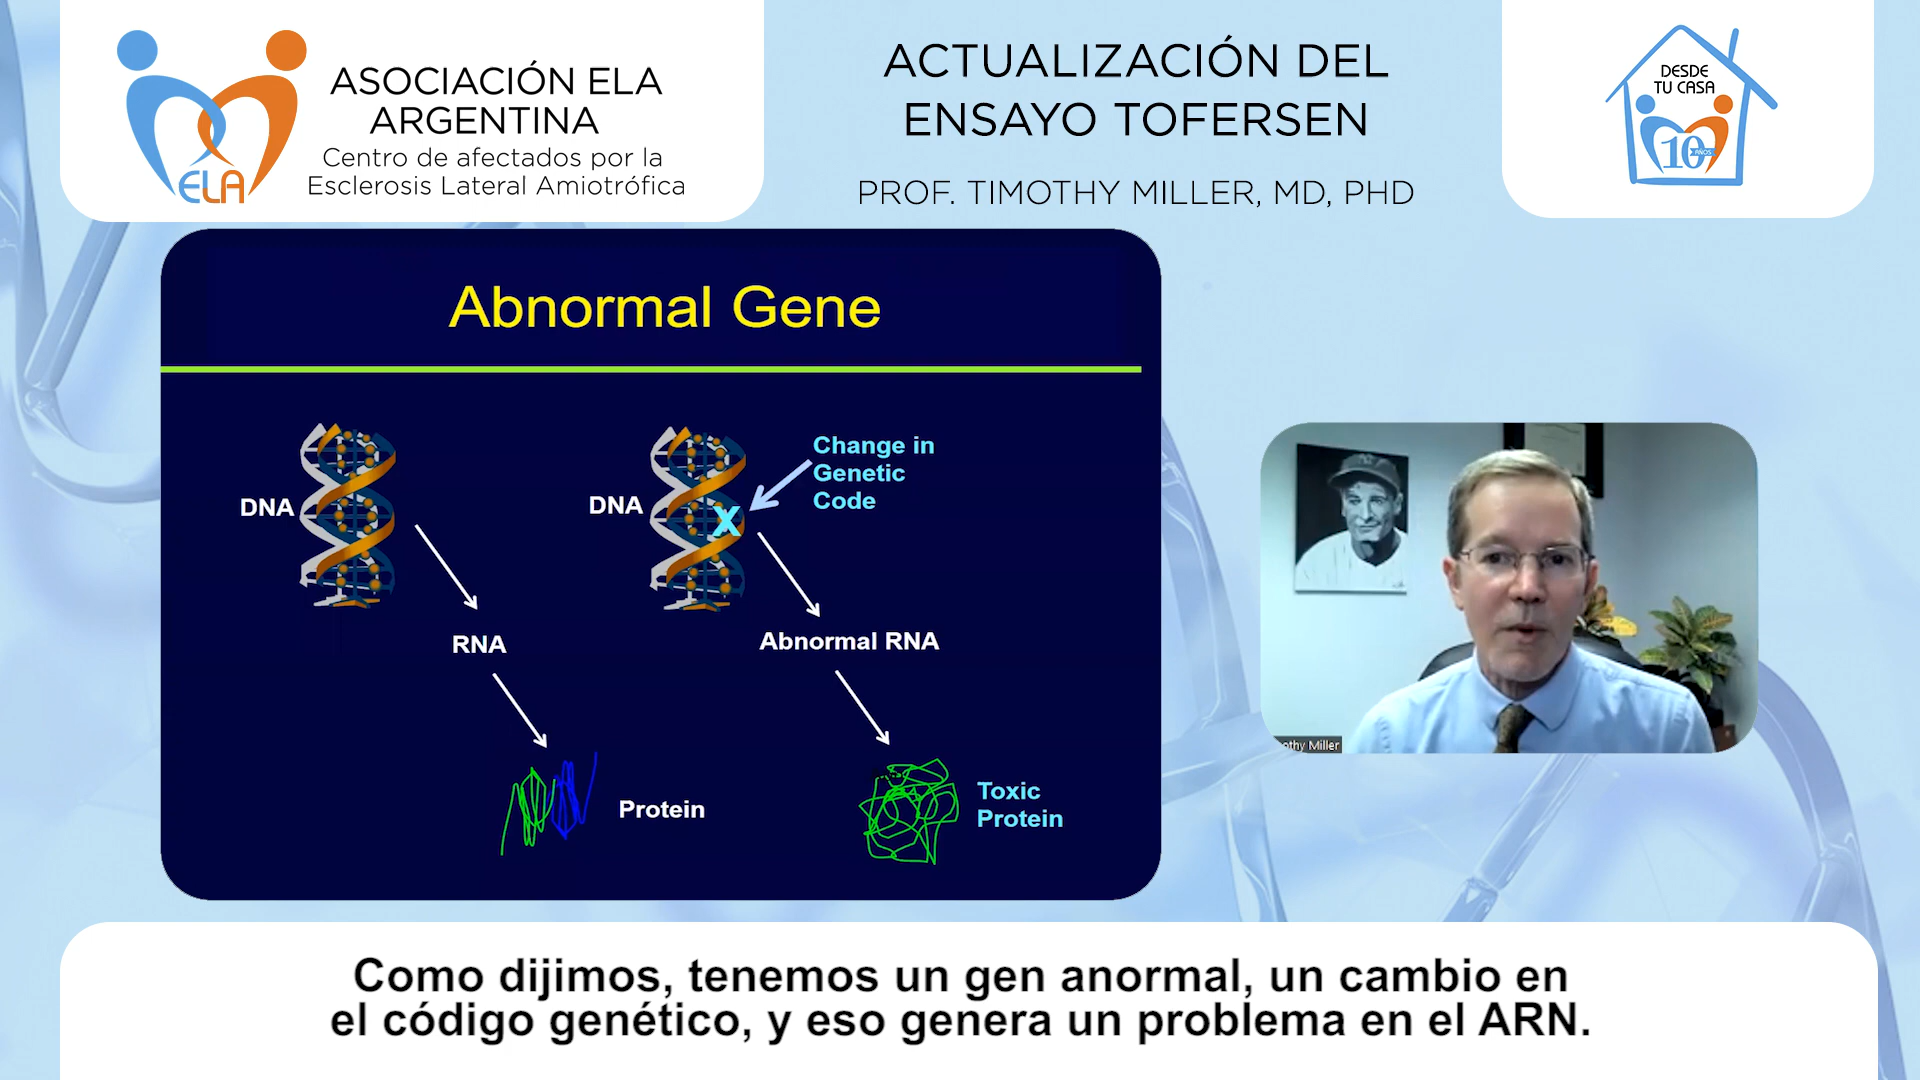 ASOCIACIÓN ELA
ARGENTINA
Centro de afectados por la
Esclerosis Lateral Amiotrófica
ELA
ACTUALIZACIÓN DEL
ENSAYO TOFERSEN
PROF. TIMOTHY MILLER, MD, PHD
DESDE
TU CASA
10
AÑOS
Abnormal Gene
DNA
RNA
Protein
DNA
X
Change in
Genetic
Code
Abnormal RNA
Toxic
Protein
othy Miller
Como dijimos, tenemos un gen anormal, un cambio en
el código genético, y eso genera un problema en el ARN.